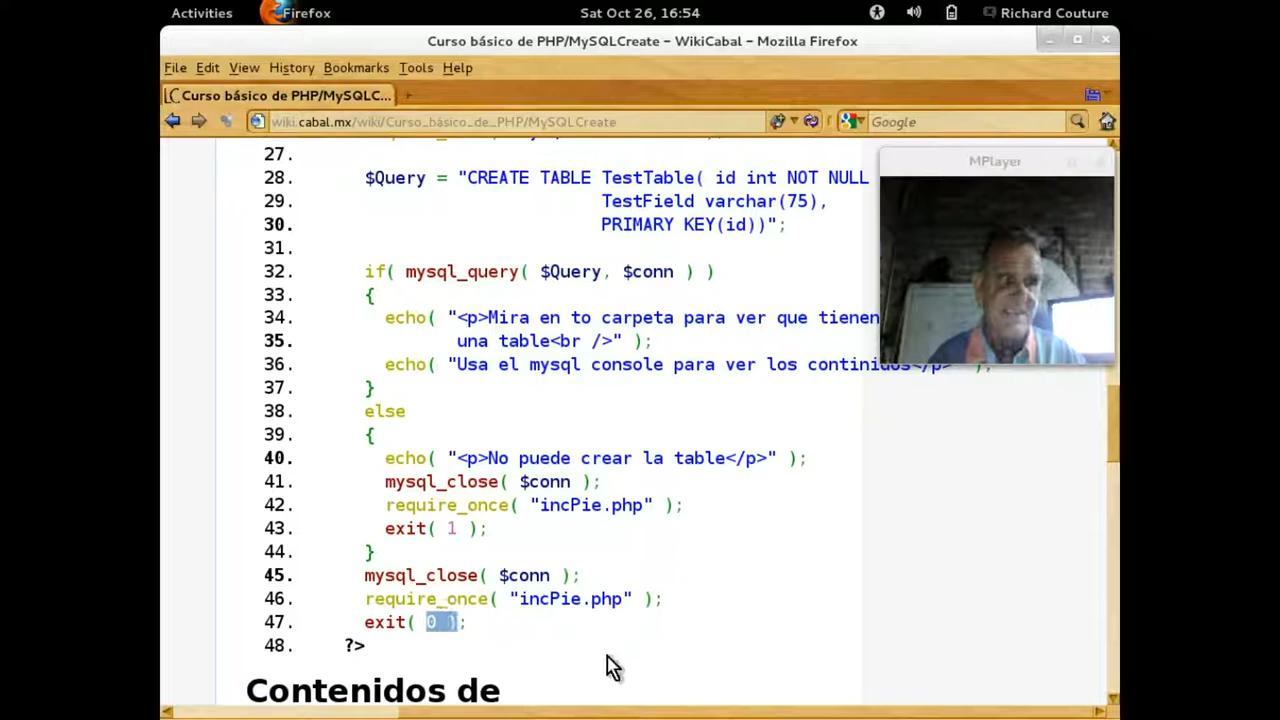 Activities Firefox Sat Oct 26, 16:54 Richard Couture
Curso básico de PHP/MySQLCreate – WikiCabal – Mozilla Firefox
File Edit View History Bookmarks Tools Help
Curso básico de PHP/MySQLC...
wiki.cabal.mx/wiki/Curso_básico_de_PHP/MySQLCreate Google
MPlayer
27.
28. $Query = "CREATE TABLE TestTable( id int NOT NULL
29. TestField varchar(75),
30. PRIMARY KEY(id))";
31.
32. if( mysql_query( $Query, $conn ) )
33. {
34. echo( "<p>Mira en to carpeta para ver que tienen
35. una table<br />" );
36. echo( "Usa el mysql console para ver los continidos</p>" );
37. }
38. else
39. {
40. echo( "<p>No puede crear la table</p>" );
41. mysql_close( $conn );
42. require_once( "incPie.php" );
43. exit( 1 );
44. }
45. mysql_close( $conn );
46. require_once( "incPie.php" );
47. exit( 0 );
48. ?>
Contenidos de